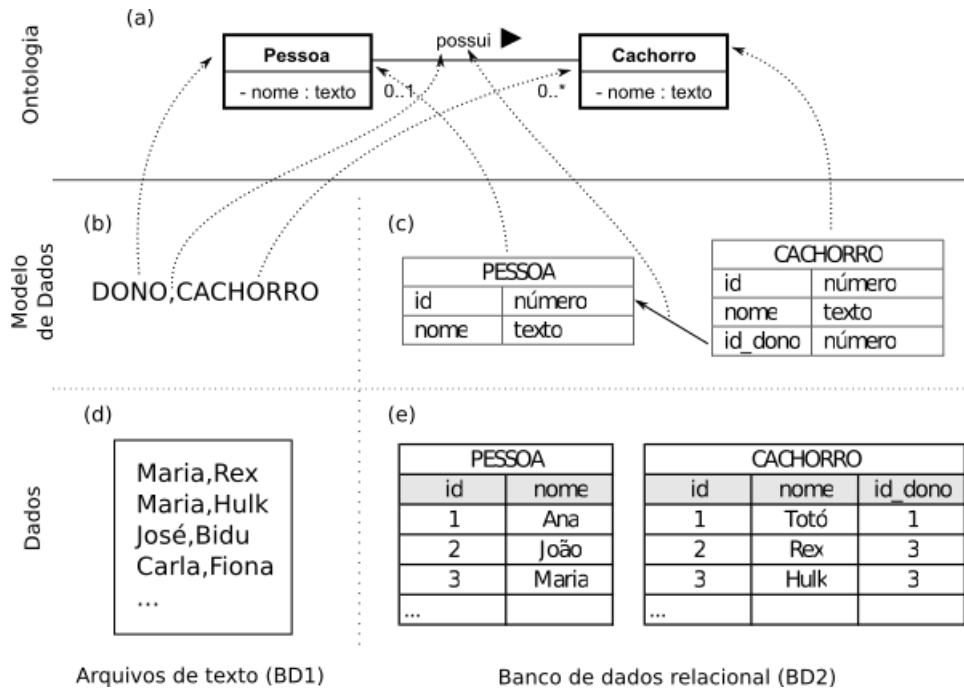 (a)
Ontologia
Pessoa
- nome : texto
possui
0..1
0..*
Cachorro
- nome : texto
Modelo
de Dados
(b)
DONO,CACHORRO
(c)
PESSOA
id número
nome texto
CACHORRO
id número
nome texto
id_dono número
Dados
(d)
Maria,Rex
Maria,Hulk
José,Bidu
Carla,Fiona
...
(e)
PESSOA
id nome
1 Ana
2 João
3 Maria
...
CACHORRO
id nome id_dono
1 Totó 1
2 Rex 3
3 Hulk 3
...
Arquivos de texto (BD1)
Banco de dados relacional (BD2)